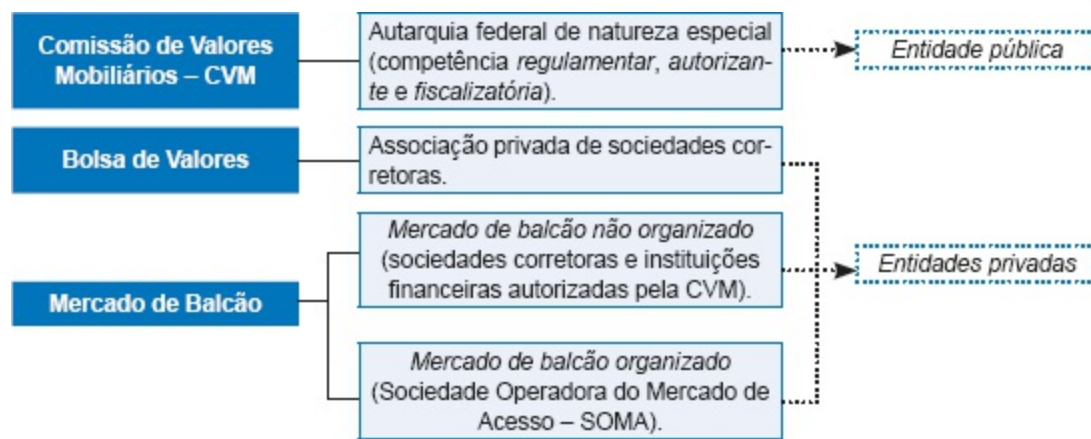 Comissão de Valores
Mobiliários – CVM
Autarquia federal de natureza especial
(competência regulamentar, autorizan-
te e fiscalizatória).
Entidade pública
Bolsa de Valores
Associação privada de sociedades cor-
retoras.
Mercado de Balcão
Mercado de balcão não organizado
(sociedades corretoras e instituições
financeiras autorizadas pela CVM).
Mercado de balcão organizado
(Sociedade Operadora do Mercado de
Acesso – SOMA).
Entidades privadas